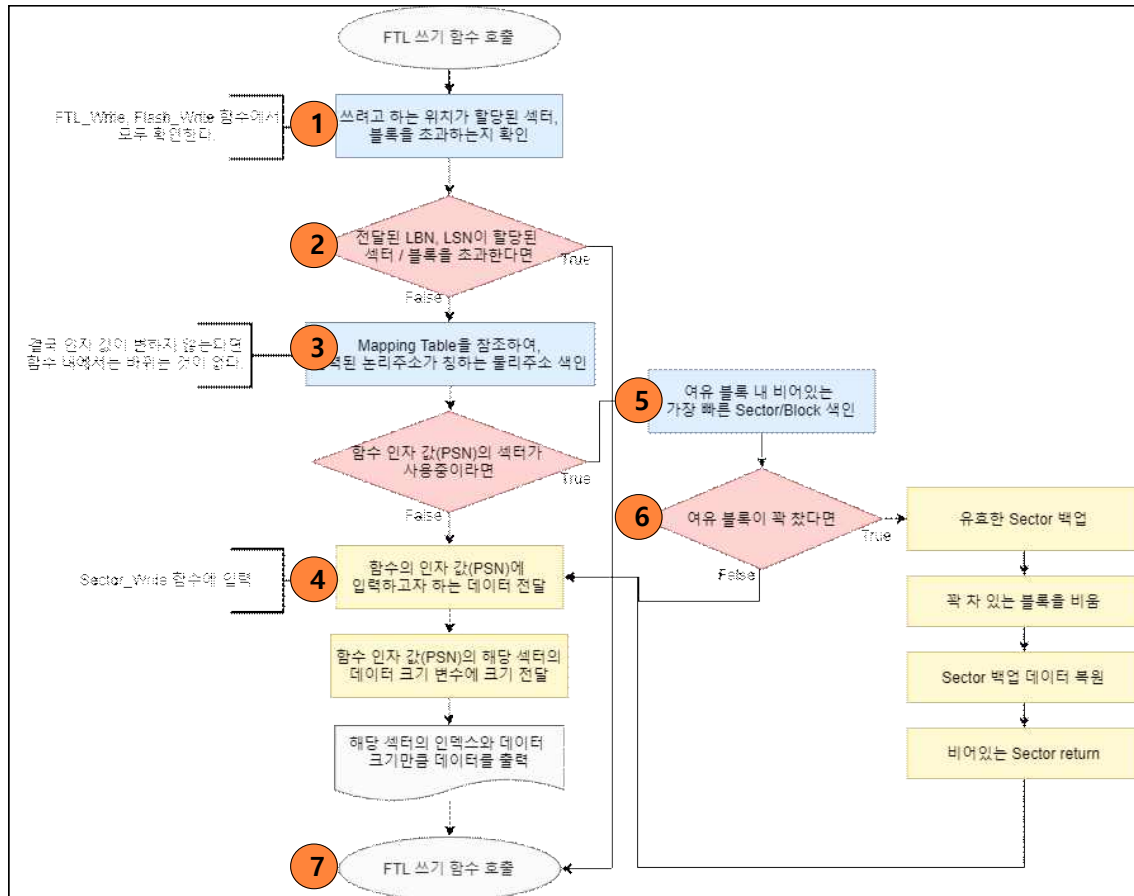 FTL 쓰기 함수 호출
FTL_Write, Flash_Write 함수에서
모두 확인한다.
1
쓰려고 하는 위치가 할당된 섹터,
블록을 초과하는지 확인
2
전달된 LBN, LSN이 할당된
섹터 / 블록을 초과한다면
True
False
결국 인자 값이 변하지 않는다면
함수 내에서는 바뀌는 것이 없다.
3
Mapping Table을 참조하여,
논리주소가 칭하는 물리주소 색인
5
여유 블록 내 비어있는
가장 빠른 Sector/Block 색인
함수 인자 값(PSN)의 섹터가
사용중이라면
True
False
6
여유 블록이 꽉 찼다면
True
False
유효한 Sector 백업
Sector_Write 함수에 입력
4
함수의 인자 값(PSN)에
입력하고자 하는 데이터 전달
꽉 차 있는 블록을 비움
함수 인자 값(PSN)의 해당 섹터의
데이터 크기 변수에 크기 전달
Sector 백업 데이터 복원
해당 섹터의 인덱스와 데이터
크기만큼 데이터를 출력
비어있는 Sector return
7
FTL 쓰기 함수 호출